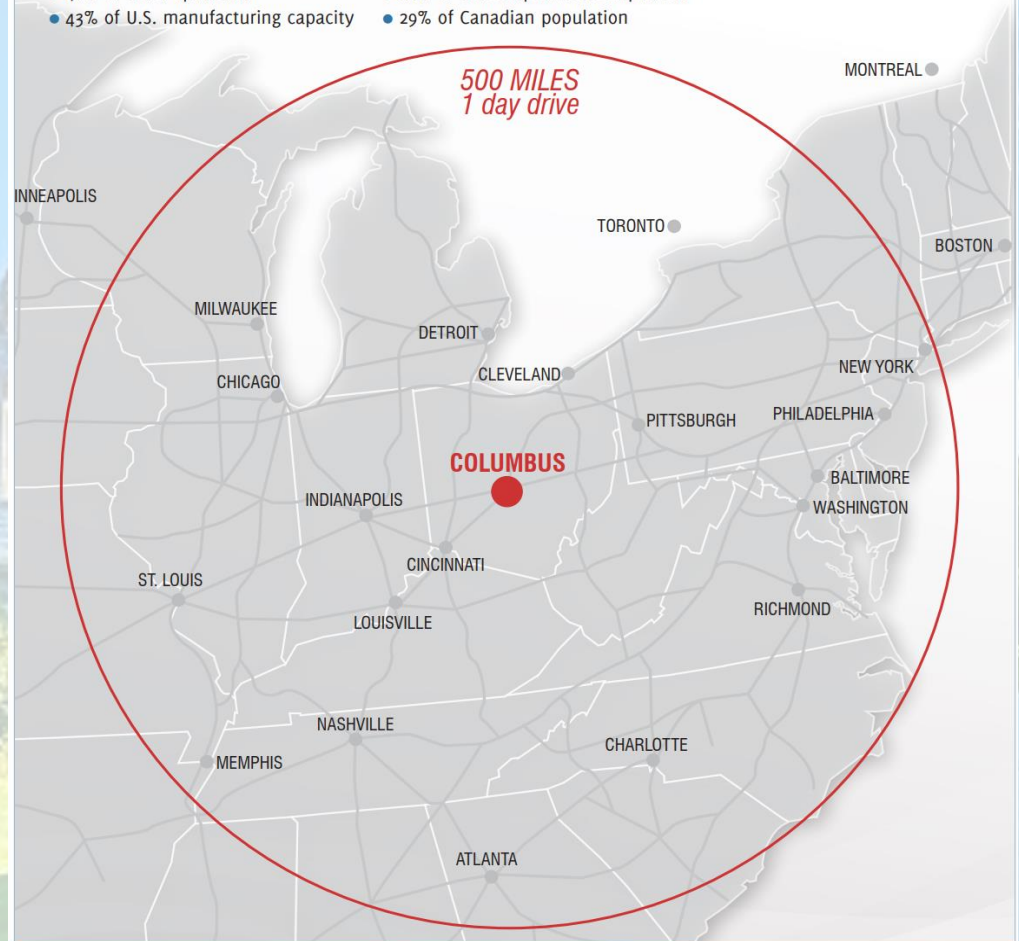 ● 43% of U.S. manufacturing capacity ● 29% of Canadian population
500 MILES
1 day drive
MONTREAL
INNEAPOLIS
TORONTO
BOSTON
MILWAUKEE
DETROIT
CLEVELAND
NEW YORK
CHICAGO
PITTSBURGH
PHILADELPHIA
COLUMBUS
BALTIMORE
INDIANAPOLIS
WASHINGTON
CINCINNATI
ST. LOUIS
RICHMOND
LOUISVILLE
NASHVILLE
CHARLOTTE
MEMPHIS
ATLANTA